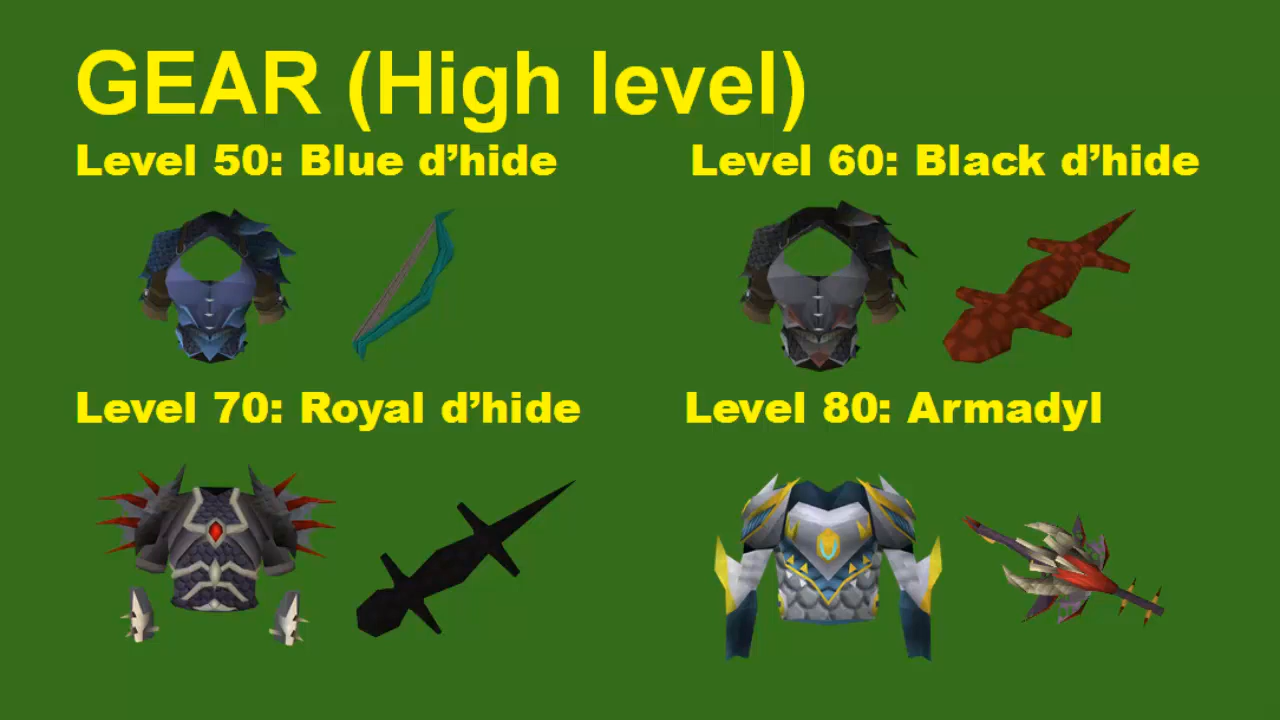 GEAR (High level)
Level 50: Blue d’hide
Level 60: Black d’hide
Level 70: Royal d’hide
Level 80: Armadyl